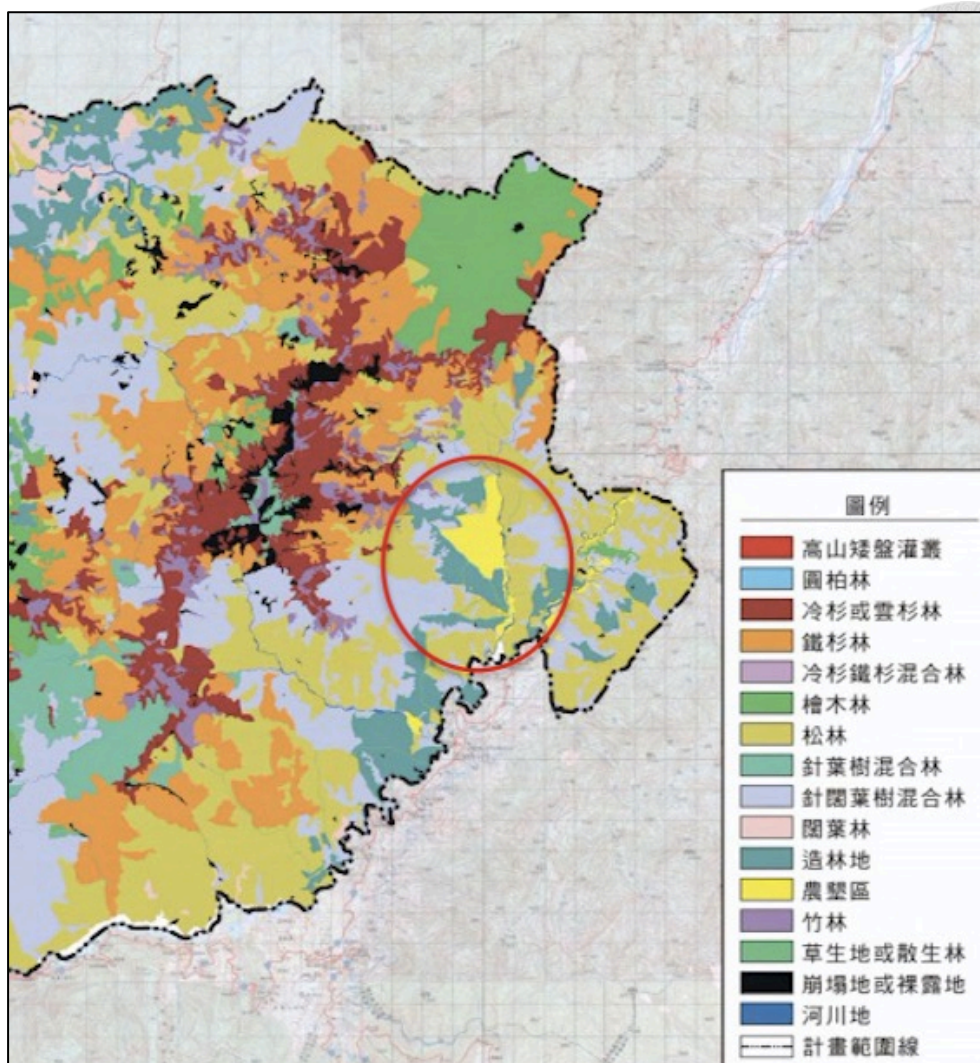 圖例
高山矮盤灌叢
圓柏林
冷杉或雲杉林
鐵杉林
冷杉鐵杉混合林
檜木林
松林
針葉樹混合林
針闊葉樹混合林
闊葉林
造林地
農墾區
竹林
草生地或散生林
崩塌地或裸露地
河川地
計畫範圍線